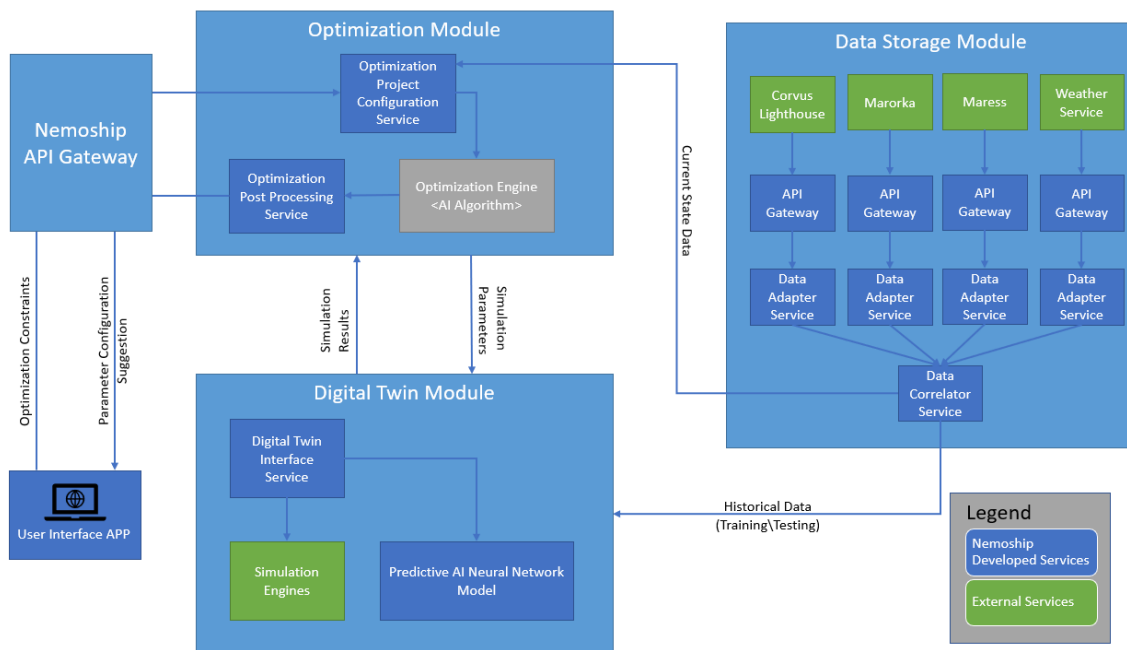 Optimization Module
Optimization
Project
Configuration
Service
Optimization
Post Processing
Service
Optimization Engine
<AI Algorithm>
Nemoship
API Gateway
Optimization Constraints
Parameter Configuration
Suggestion
User Interface APP
Simulation
Results
Simulation
Parameters
Current State Data
Digital Twin Module
Digital Twin
Interface
Service
Simulation
Engines
Predictive AI Neural Network
Model
Data Storage Module
Corvus
Lighthouse
Marorka
Maress
Weather
Service
API
Gateway
API
Gateway
API
Gateway
API
Gateway
Data
Adapter
Service
Data
Adapter
Service
Data
Adapter
Service
Data
Adapter
Service
Data
Correlator
Service
Historical Data
(Training\Testing)
Legend
Nemoship
Developed Services
External Services